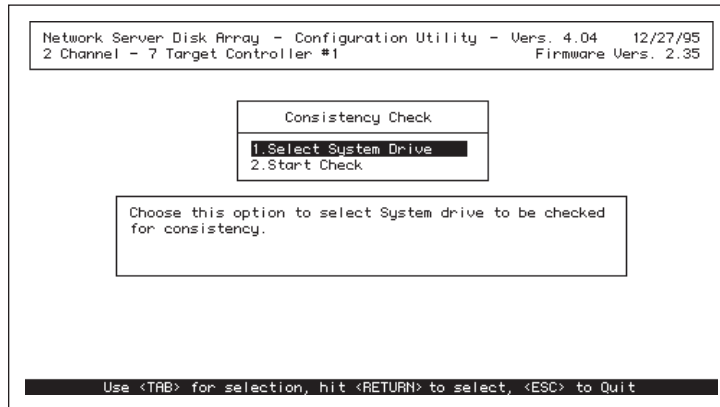 Network Server Disk Array - Configuration Utility - Vers. 4.04 12/27/95
2 Channel - 7 Target Controller #1 Firmware Vers. 2.35
Consistency Check
1.Select System Drive
2.Start Check
Choose this option to select System drive to be checked
for consistency.
Use <TAB> for selection, hit <RETURN> to select, <ESC> to Quit